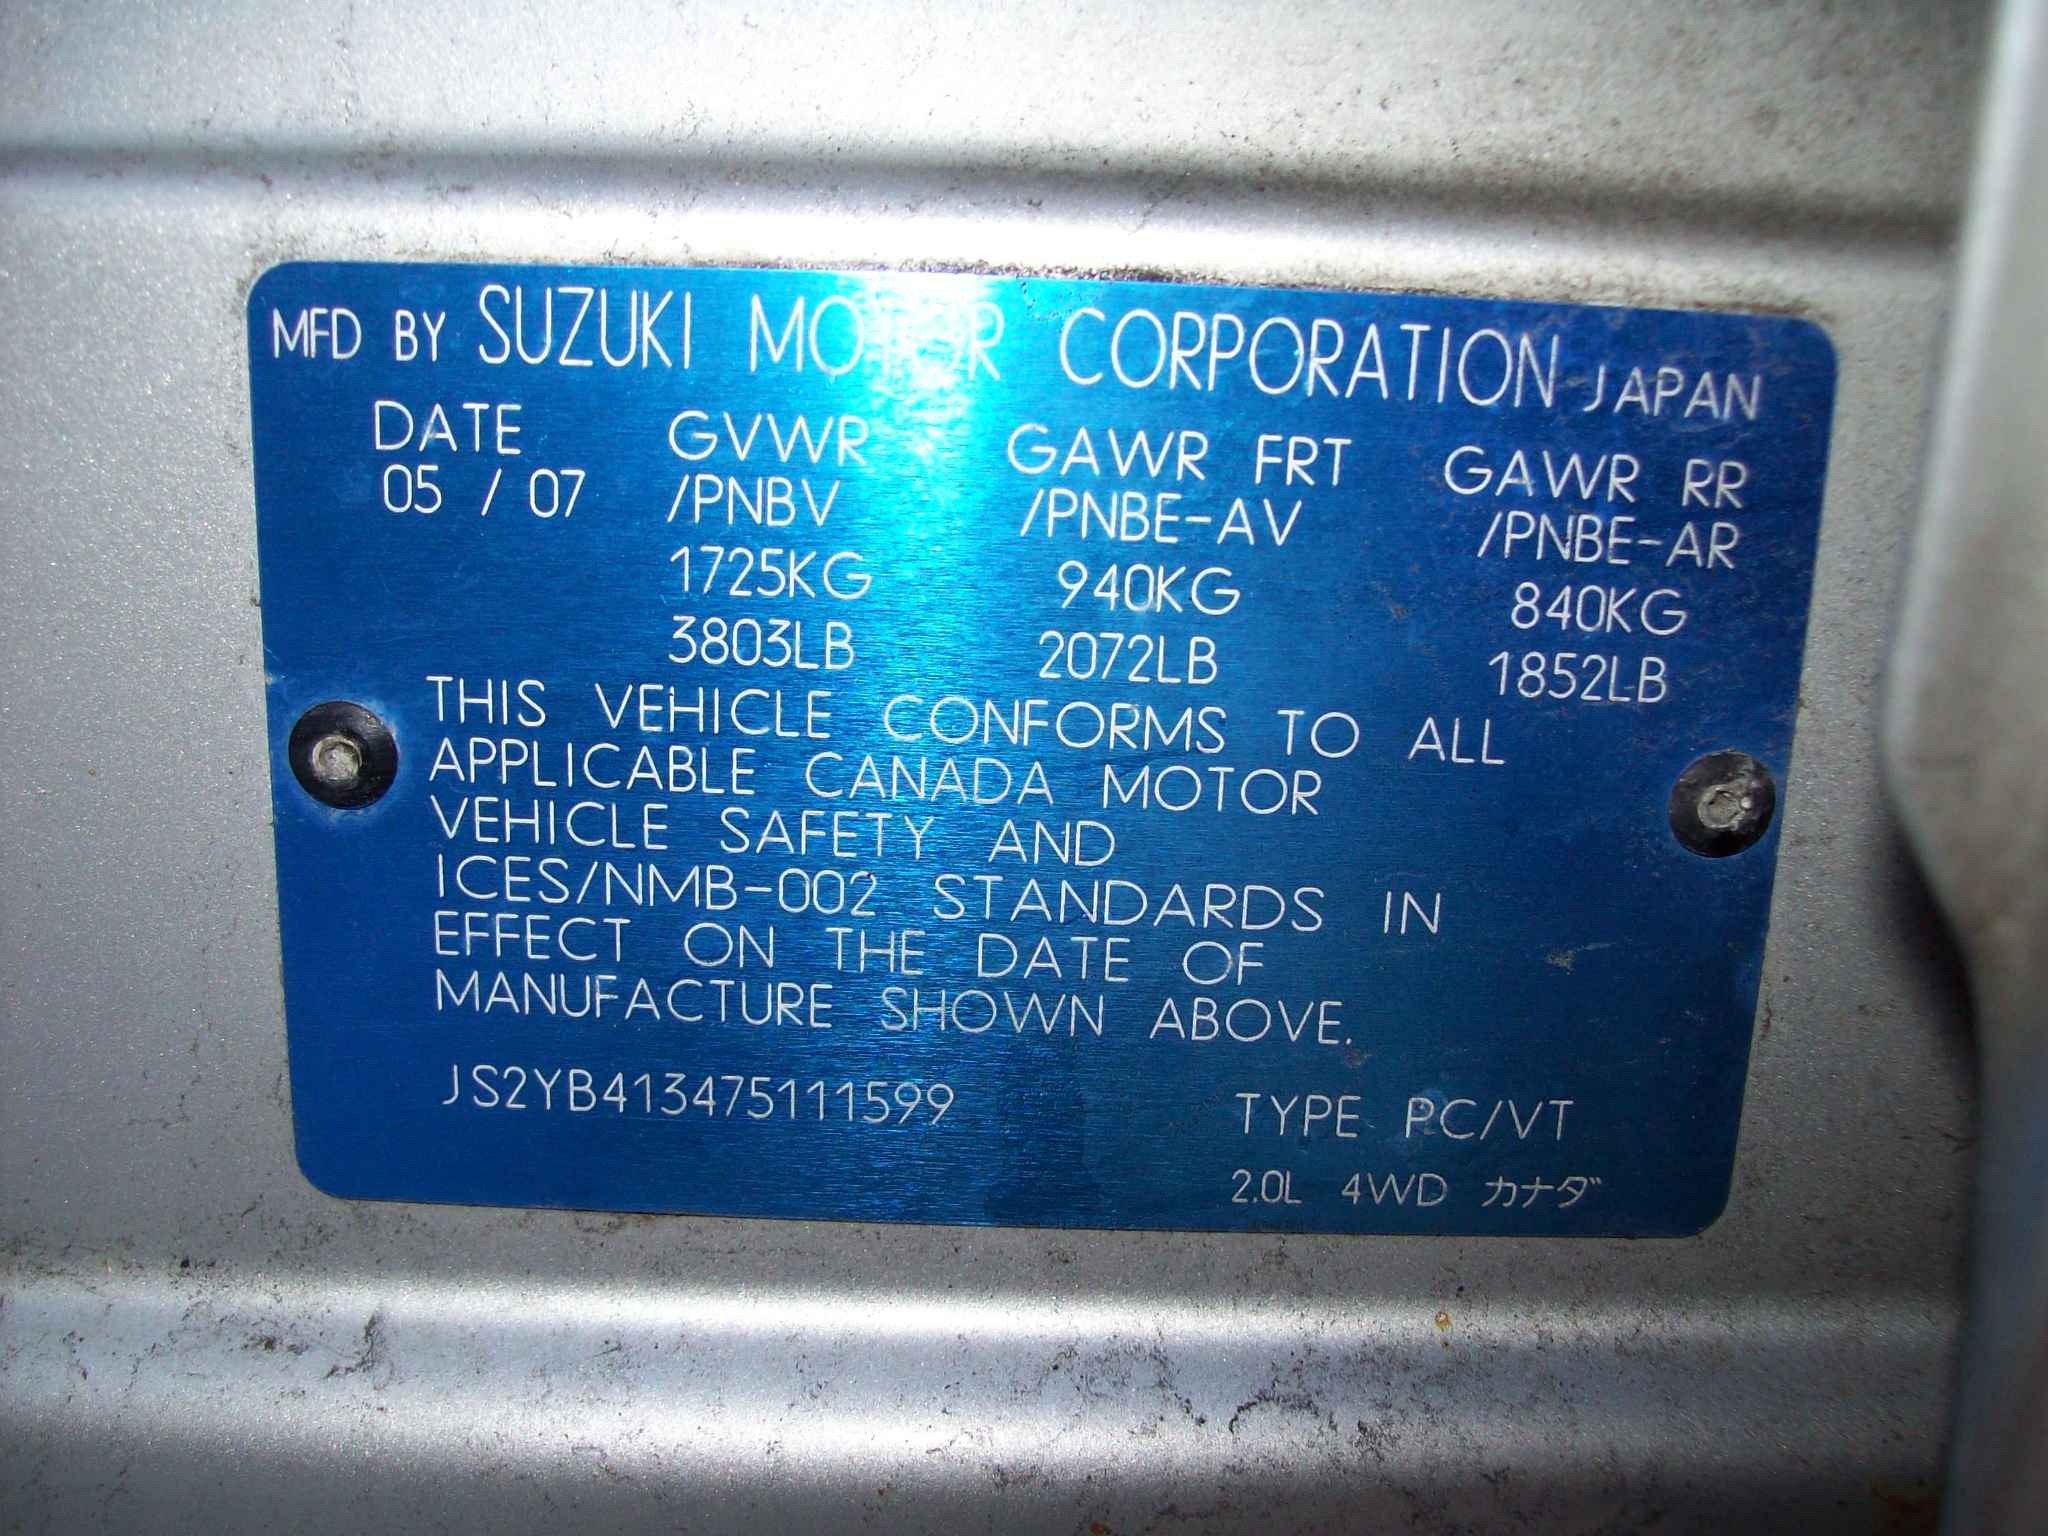 MFD BY SUZUKI MOTOR CORPORATION JAPAN
DATE GVWR GAWR FRT GAWR RR
05 / 07 /PNBV /PNBE-AV /PNBE-AR
1725KG 940KG 840KG
3803LB 2072LB 1852LB
THIS VEHICLE CONFORMS TO ALL
APPLICABLE CANADA MOTOR
VEHICLE SAFETY AND
ICES/NMB-002 STANDARDS IN
EFFECT ON THE DATE OF
MANUFACTURE SHOWN ABOVE.
JS2YB413475111599 TYPE PC/VT
2.0L 4WD カナダ